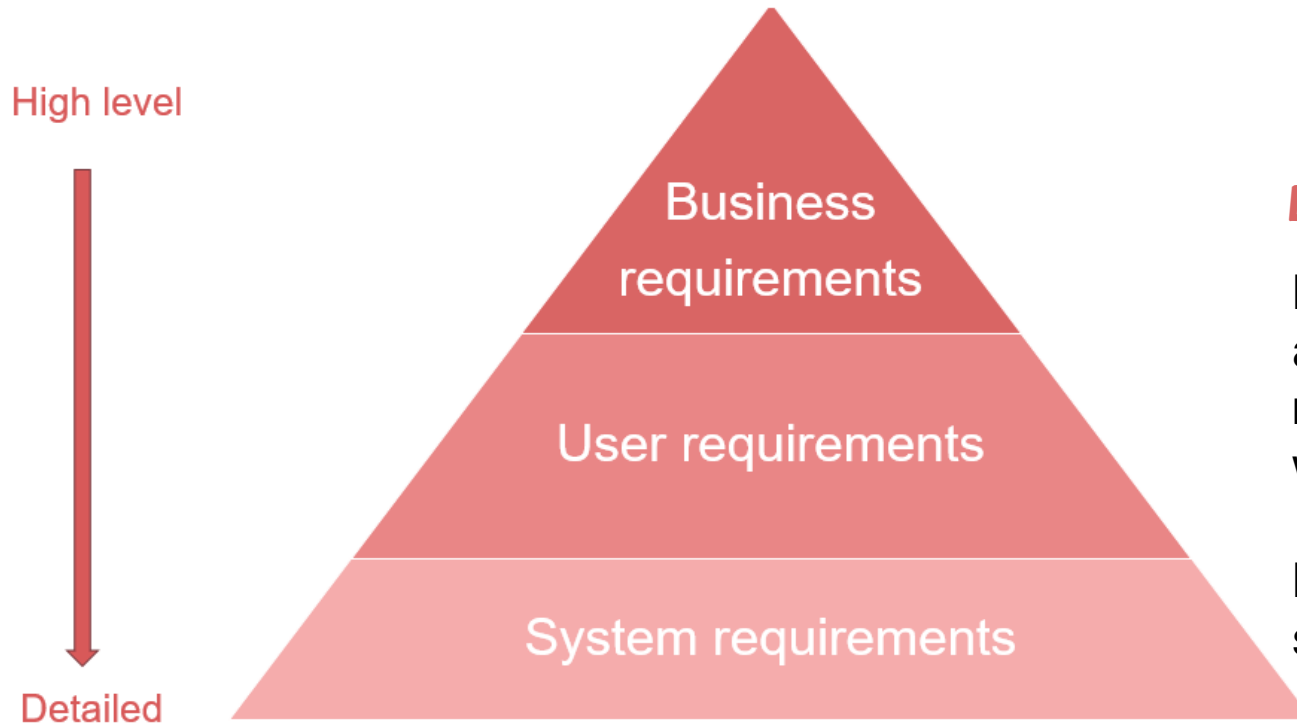 High level
Business
requirements
User requirements
System requirements
Detailed